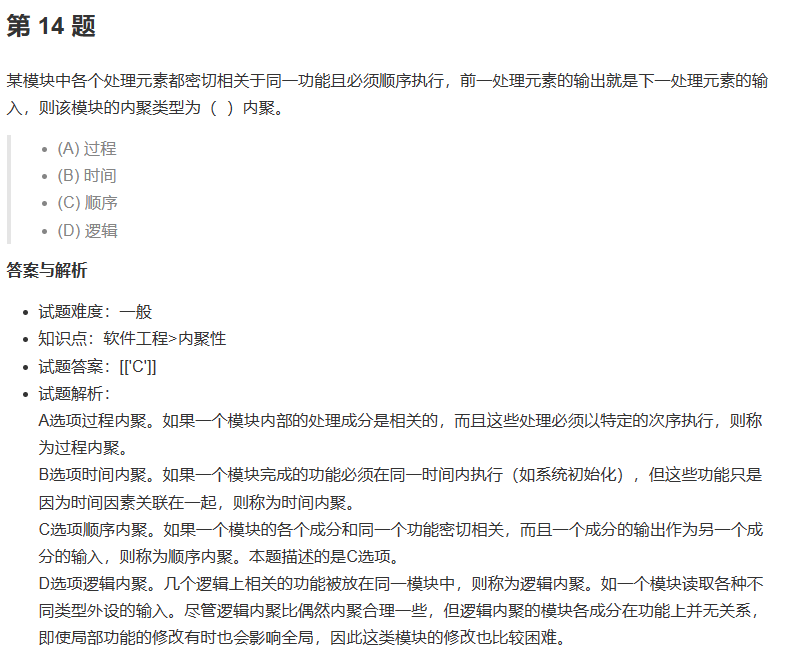 第 14 题
某模块中各个处理元素都密切相关于同一功能且必须顺序执行，前一处理元素的输出就是下一处理元素的输
入，则该模块的内聚类型为（  ）内聚。
(A) 过程
(B) 时间
(C) 顺序
(D) 逻辑
答案与解析
试题难度：一般
知识点：软件工程>内聚性
试题答案：[['C']]
试题解析：
A选项过程内聚。如果一个模块内部的处理成分是相关的，而且这些处理必须以特定的次序执行，则称
为过程内聚。
B选项时间内聚。如果一个模块完成的功能必须在同一时间内执行（如系统初始化），但这些功能只是
因为时间因素关联在一起，则称为时间内聚。
C选项顺序内聚。如果一个模块的各个成分和同一个功能密切相关，而且一个成分的输出作为另一个成
分的输入，则称为顺序内聚。本题描述的是C选项。
D选项逻辑内聚。几个逻辑上相关的功能被放在同一模块中，则称为逻辑内聚。如一个模块读取各种不
同类型外设的输入。尽管逻辑内聚比偶然内聚合理一些，但逻辑内聚的模块各成分在功能上并无关系，
即使局部功能的修改有时也会影响全局，因此这类模块的修改也比较困难。